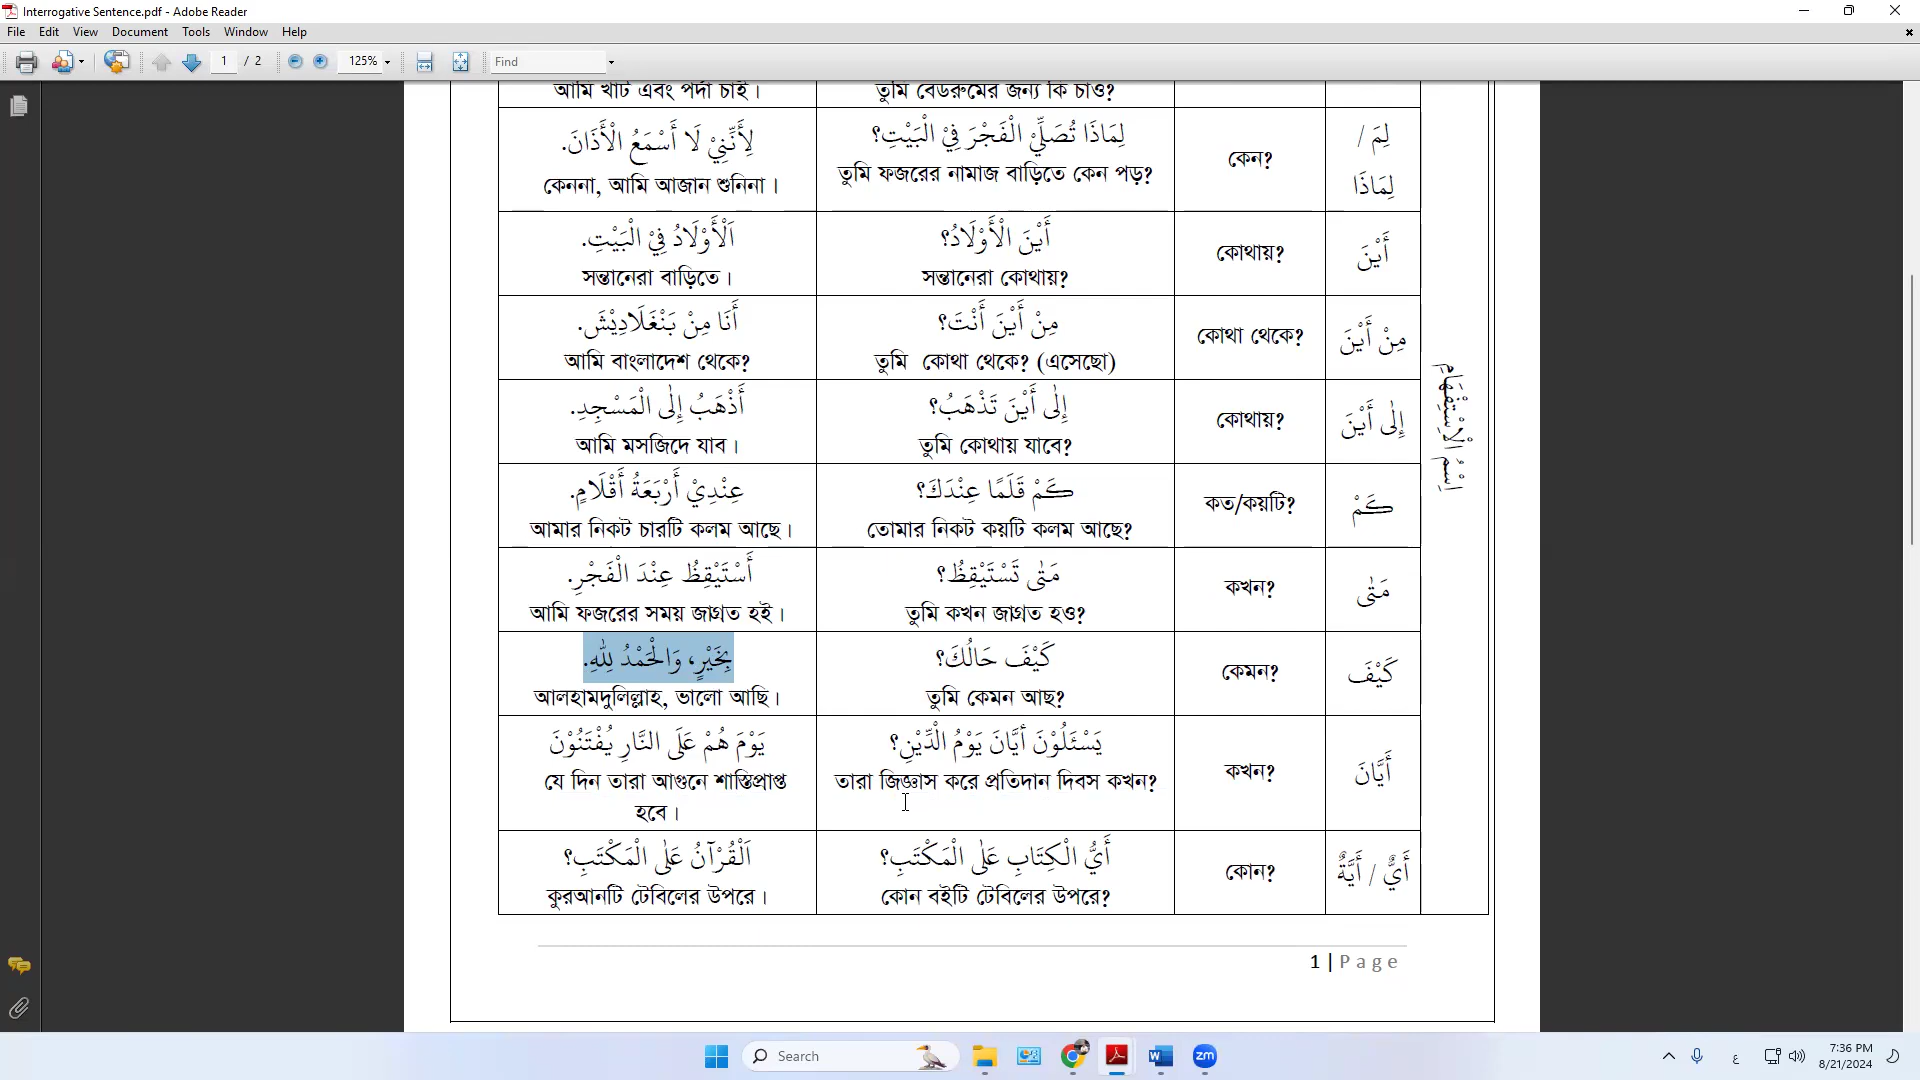 Interrogative Sentence.pdf - Adobe Reader
File Edit View Document Tools Window Help
1 / 2 125% Find
আমি খাট এবং পর্দা চাই।
তুমি বেডরুমের জন্য কি চাও?
لِمَ /
لِمَاذَا
কেন?
لِمَاذَا تُصَلِّيْ الْفَجْرَ فِيْ الْبَيْتِ؟
তুমি ফজরের নামাজ বাড়িতে কেন পড়?
لِأَنَّنِيْ لَا أَسْمَعُ الْأَذَانَ.
কেননা, আমি আজান শুনিনা।
أَيْنَ
কোথায়?
أَيْنَ الْأَوْلَادُ؟
সন্তানেরা কোথায়?
اَلْأَوْلَادُ فِيْ الْبَيْتِ.
সন্তানেরা বাড়িতে।
مِنْ أَيْنَ
কোথা থেকে?
مِنْ أَيْنَ أَنْتَ؟
তুমি কোথা থেকে? (এসেছো)
أَنَا مِنْ بَنْغَلَادِيْشَ.
আমি বাংলাদেশ থেকে?
إِلٰى أَيْنَ
কোথায়?
إِلٰى أَيْنَ تَذْهَبُ؟
তুমি কোথায় যাবে?
أَذْهَبُ إِلٰى الْمَسْجِدِ.
আমি মসজিদে যাব।
كَمْ
কত/কয়টি?
كَمْ قَلَمًا عِنْدَكَ؟
তোমার নিকট কয়টি কলম আছে?
عِنْدِيْ أَرْبَعَةُ أَقْلَامٍ.
আমার নিকট চারটি কলম আছে।
مَتٰى
কখন?
مَتٰى تَسْتَيْقِظُ؟
তুমি কখন জাগ্রত হও?
أَسْتَيْقِظُ عِنْدَ الْفَجْرِ.
আমি ফজরের সময় জাগ্রত হই।
كَيْفَ
কেমন?
كَيْفَ حَالُكَ؟
তুমি কেমন আছ?
بِخَيْرٍ، وَالْحَمْدُ لِلّٰهِ.
আলহামদুলিল্লাহ, ভালো আছি।
أَيَّانَ
কখন?
يَسْئَلُوْنَ أَيَّانَ يَوْمُ الْدِّيْنِ؟
তারা জিজ্ঞাস করে প্রতিদান দিবস কখন?
يَوْمَ هُمْ عَلَى النَّارِ يُفْتَنُوْنَ
যে দিন তারা আগুনে শাস্তিপ্রাপ্ত
হবে।
أَيٌّ / أَيَّةٌ
কোন?
أَيُّ الْكِتَابِ عَلٰى الْمَكْتَبِ؟
কোন বইটি টেবিলের উপরে?
اَلْقُرْآنُ عَلٰى الْمَكْتَبِ؟
কুরআনটি টেবিলের উপরে।
اِسْمُ الْاِسْتِفْهَامِ
1 | Page
Search
zm
ع
7:36 PM
8/21/2024